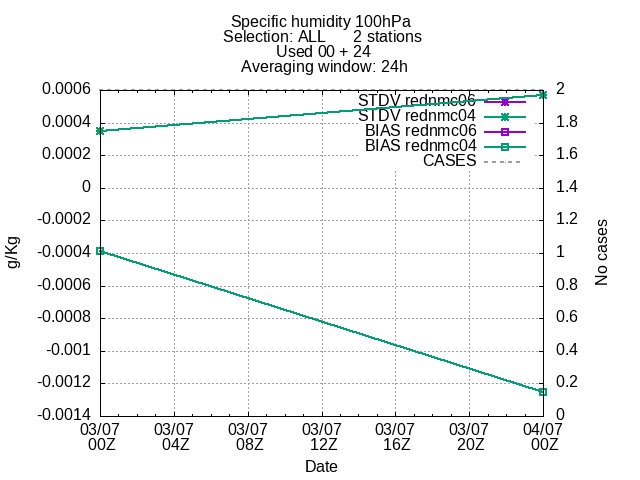 Specific humidity 100hPa
Selection: ALL 2 stations
Used 00 + 24
Averaging window: 24h
0.0006
0.0004
0.0002
0
-0.0002
-0.0004
-0.0006
-0.0008
-0.001
-0.0012
-0.0014
g/Kg
STDV rednmc06
STDV rednmc04
BIAS rednmc06
BIAS rednmc04
CASES
2
1.8
1.6
1.4
1.2
1
0.8
0.6
0.4
0.2
0
No cases
03/07 03/07 03/07 03/07 03/07 03/07 04/07
00Z 04Z 08Z 12Z 16Z 20Z 00Z
Date